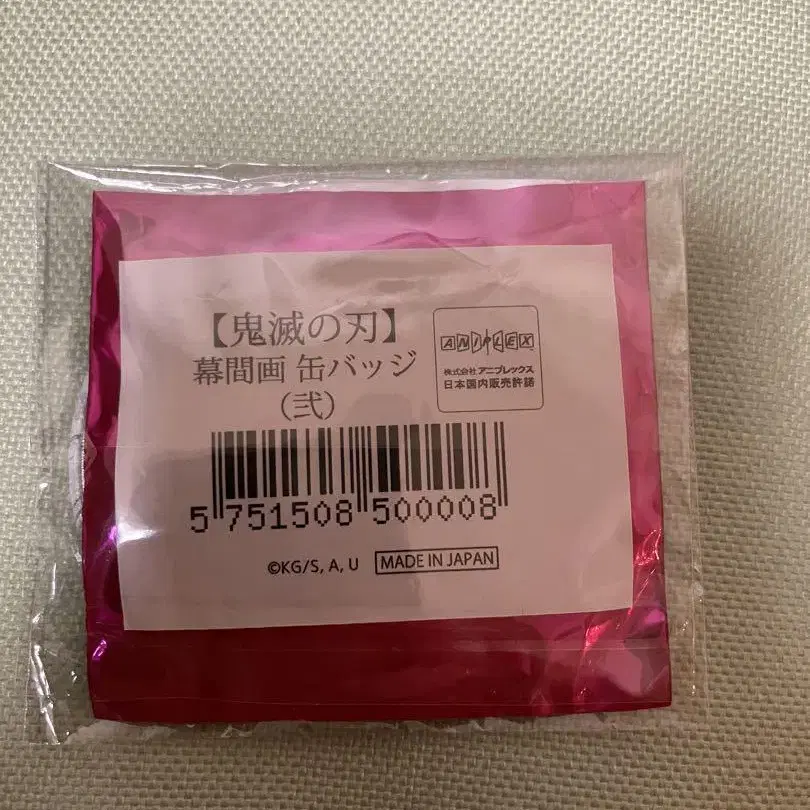 【鬼滅の刃】
幕間画 缶バッジ
（弐）
ANIPLEX
株式会社 アニプレックス
日本国内販売許諾
5 751508 500008
©KG/S, A, U
MADE IN JAPAN